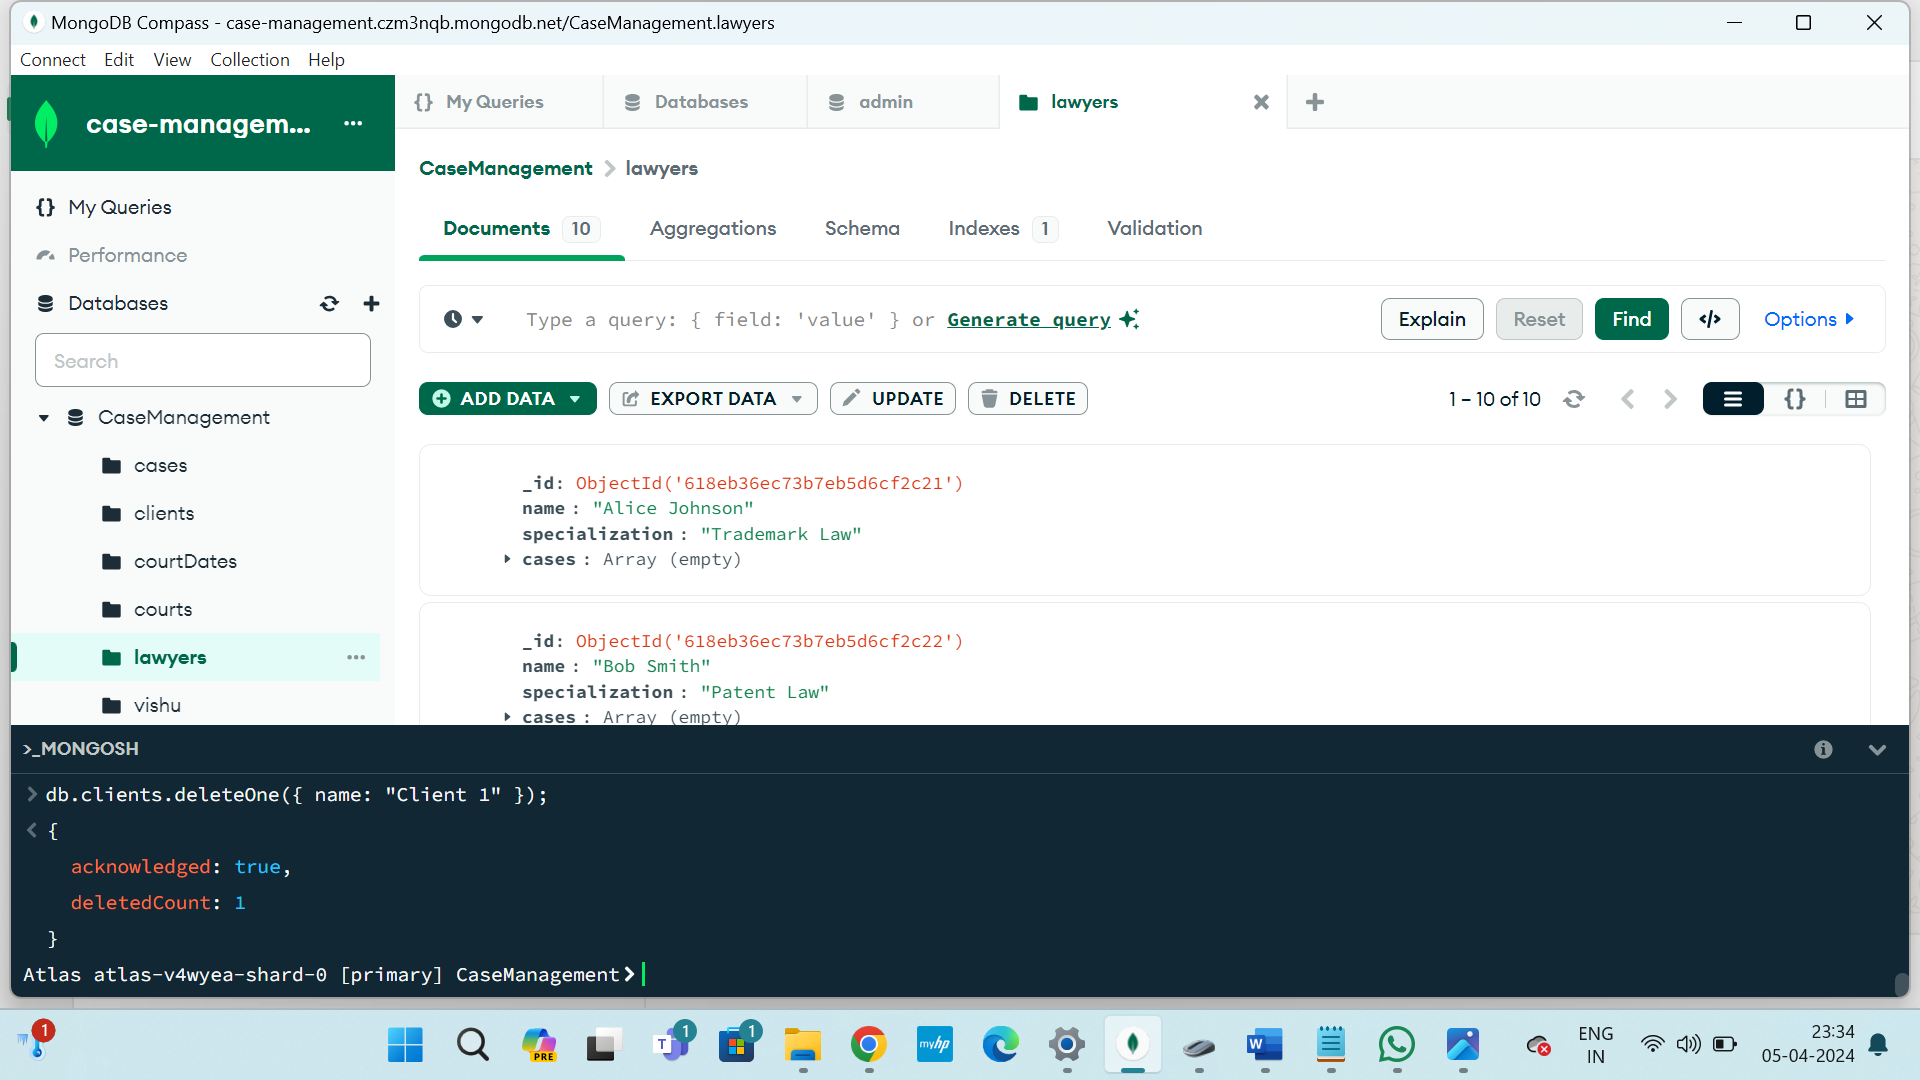 MongoDB Compass - case-management.czm3nqb.mongodb.net/CaseManagement.lawyers
Connect Edit View Collection Help
case-managem... ...
My Queries
Performance
Databases
Search
CaseManagement
cases
clients
courtDates
courts
lawyers ...
vishu
{} My Queries Databases admin lawyers
CaseManagement > lawyers
Documents 10 Aggregations Schema Indexes 1 Validation
Type a query: { field: 'value' } or Generate query Explain Reset Find </> Options
ADD DATA EXPORT DATA UPDATE DELETE 1 – 10 of 10 {}
_id: ObjectId('618eb36ec73b7eb5d6cf2c21')
name : "Alice Johnson"
specialization : "Trademark Law"
cases : Array (empty)
_id: ObjectId('618eb36ec73b7eb5d6cf2c22')
name : "Bob Smith"
specialization : "Patent Law"
cases : Array (empty)
>_MONGOSH
> db.clients.deleteOne({ name: "Client 1" });
< {
acknowledged: true,
deletedCount: 1
}
Atlas atlas-v4wyea-shard-0 [primary] CaseManagement>
1 PRE T 1 1 myhp W ENG 23:34
IN 05-04-2024